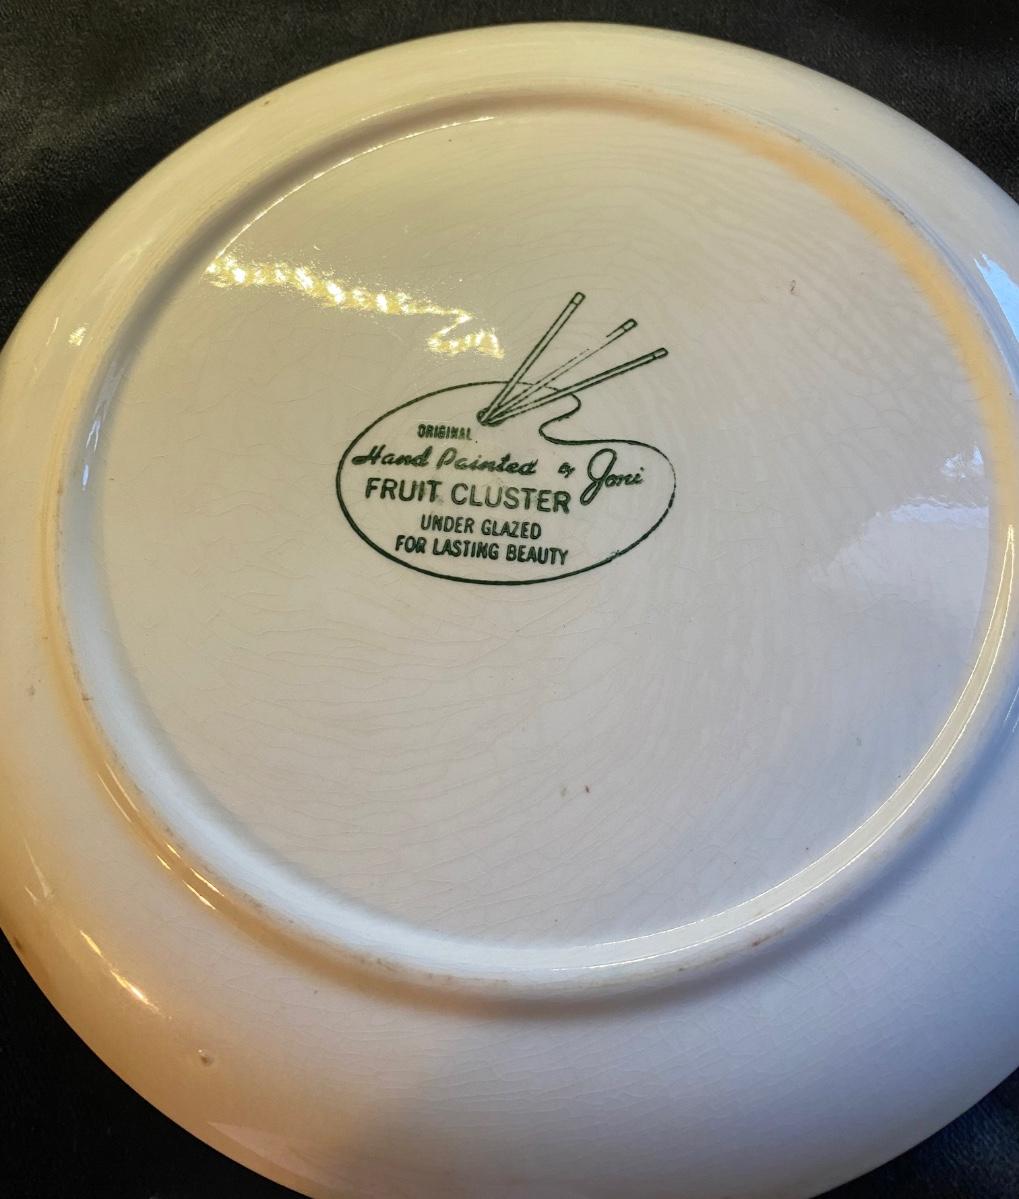 ORIGINAL
Hand Painted by Joni
FRUIT CLUSTER
UNDER GLAZED
FOR LASTING BEAUTY